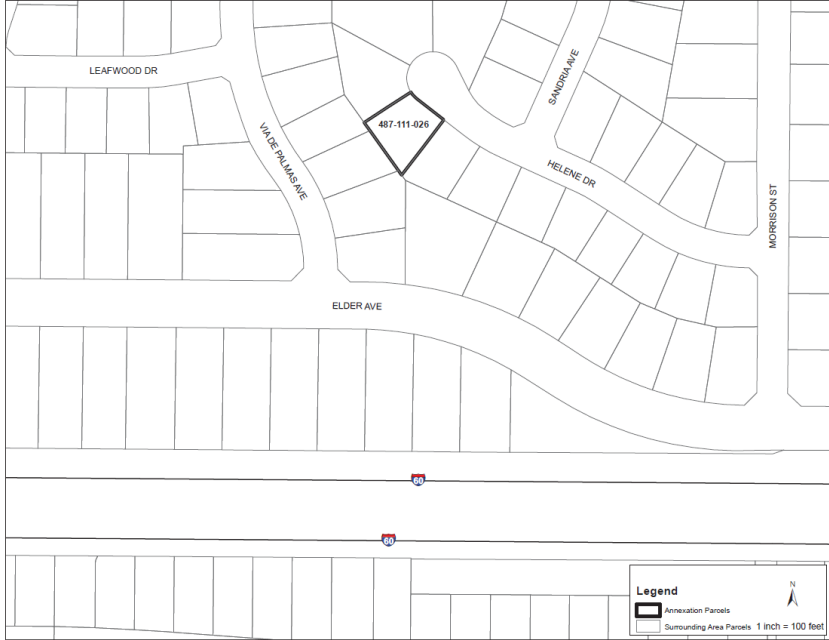 LEAFWOOD DR
SANDRIA AVE
487-111-026
VIA DE PALMAS AVE
HELENE DR
MORRISON ST
ELDER AVE
60
60
Legend
N
Annexation Parcels
Surrounding Area Parcels 1 inch = 100 feet